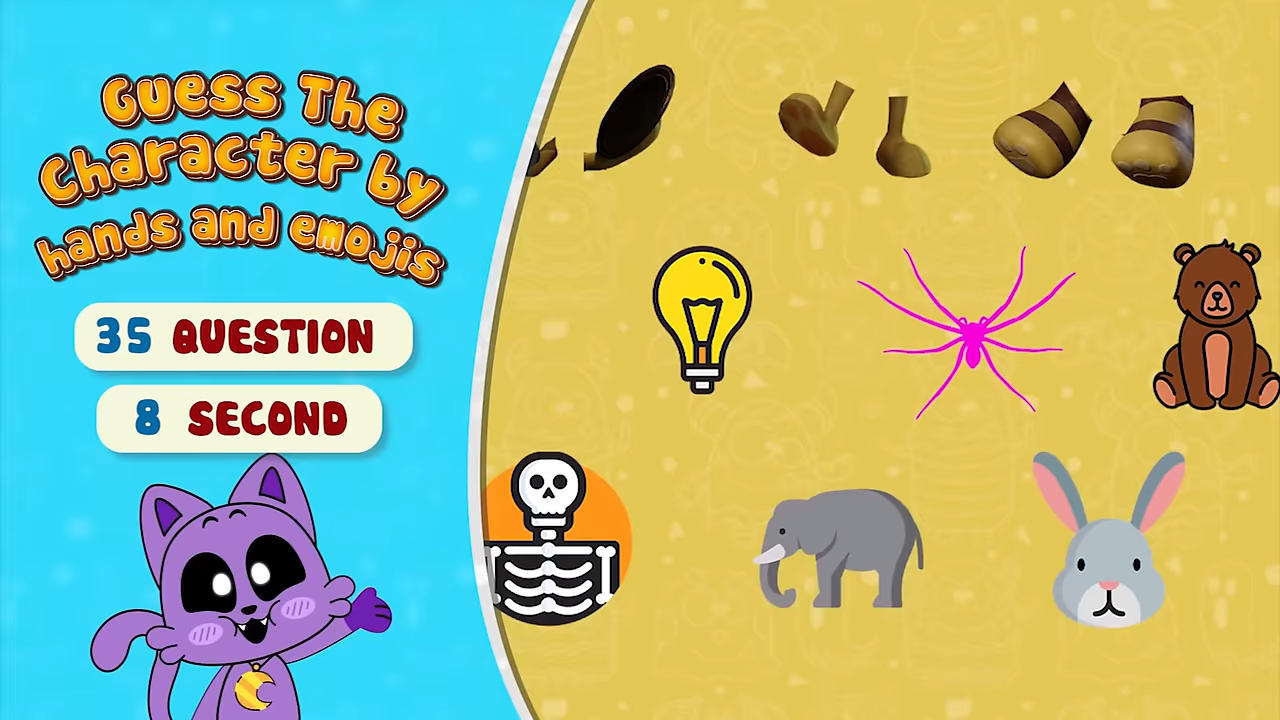 Guess The
Character by
hands and emojis
35 QUESTION
8 SECOND